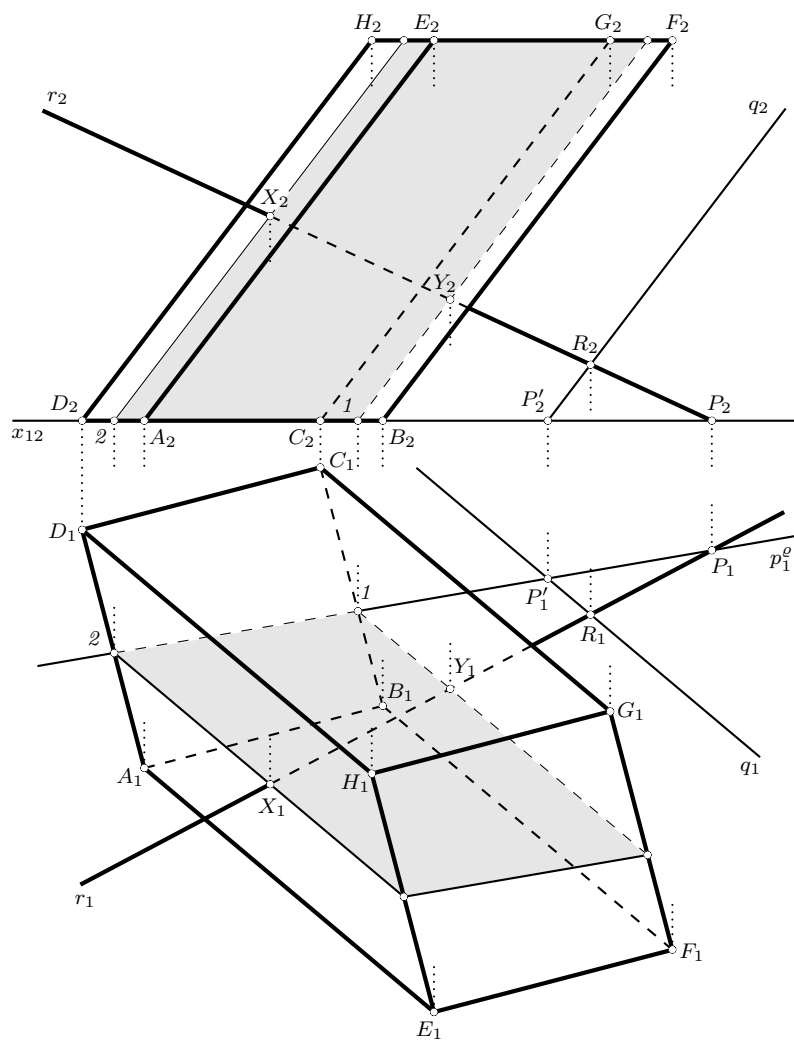 H₂ E₂ G₂ F₂
r₂ q₂
X₂
Y₂
R₂
D₂ 1 P′₂ P₂
x₁₂ 2 A₂ C₂ B₂
C₁
D₁
p₁^ϱ
P₁
1 P′₁
2 R₁
Y₁
B₁
G₁
A₁ H₁ q₁
X₁
r₁
F₁
E₁